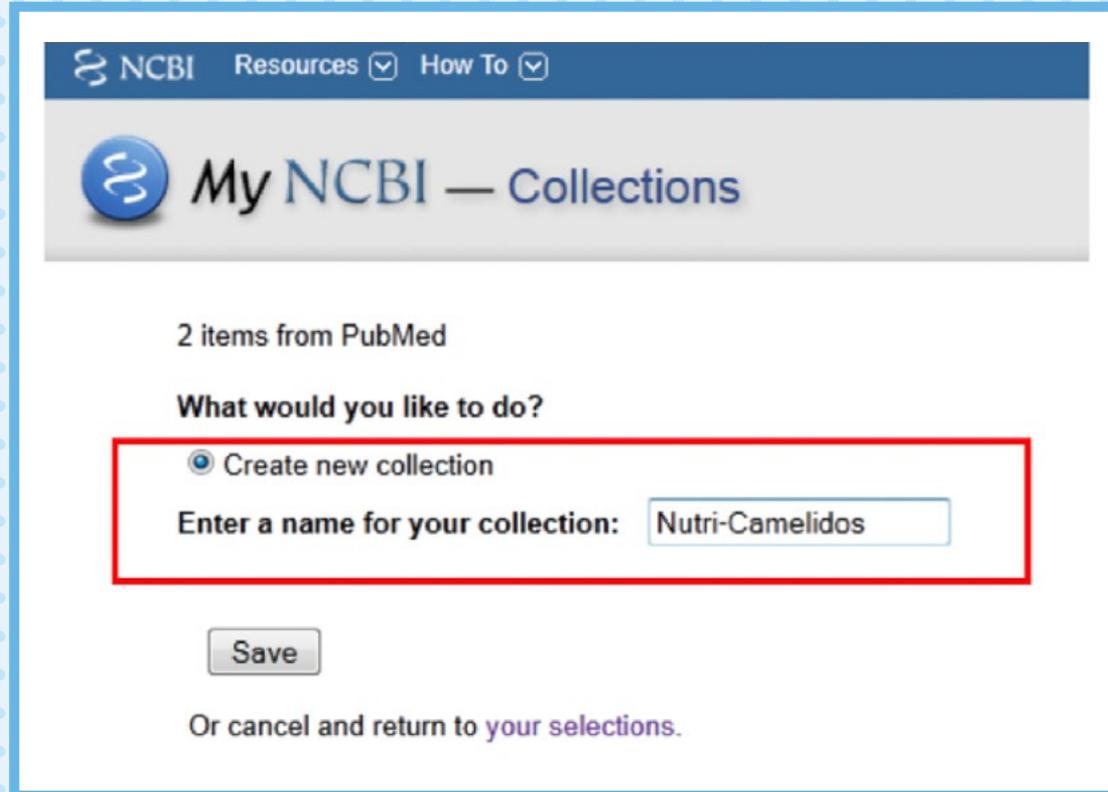 NCBI Resources How To
My NCBI — Collections
2 items from PubMed
What would you like to do?
Create new collection
Enter a name for your collection: Nutri-Camelidos
Save
Or cancel and return to your selections.